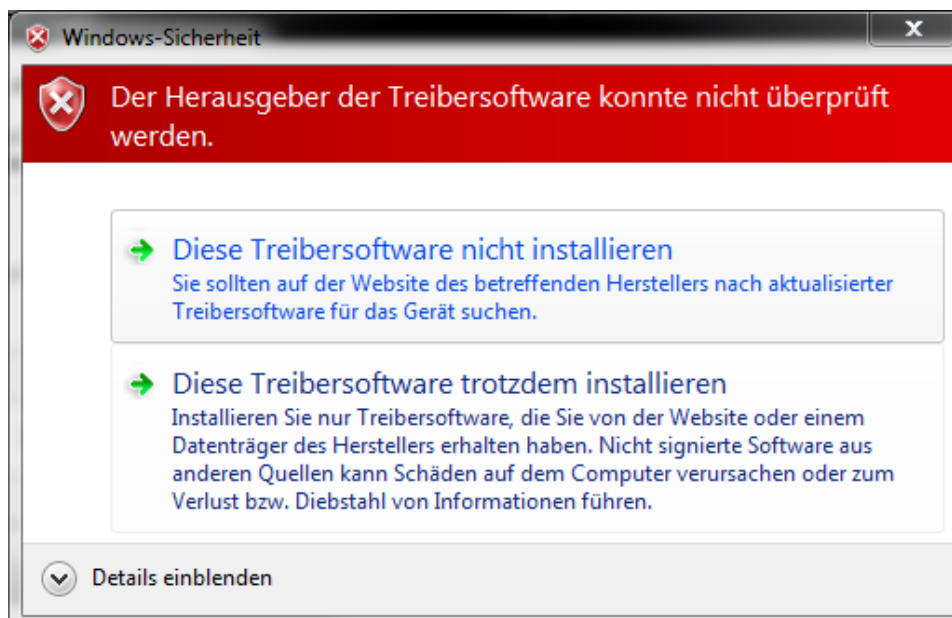 Windows-Sicherheit
Der Herausgeber der Treibersoftware konnte nicht überprüft
werden.
Diese Treibersoftware nicht installieren
Sie sollten auf der Website des betreffenden Herstellers nach aktualisierter
Treibersoftware für das Gerät suchen.
Diese Treibersoftware trotzdem installieren
Installieren Sie nur Treibersoftware, die Sie von der Website oder einem
Datenträger des Herstellers erhalten haben. Nicht signierte Software aus
anderen Quellen kann Schäden auf dem Computer verursachen oder zum
Verlust bzw. Diebstahl von Informationen führen.
Details einblenden